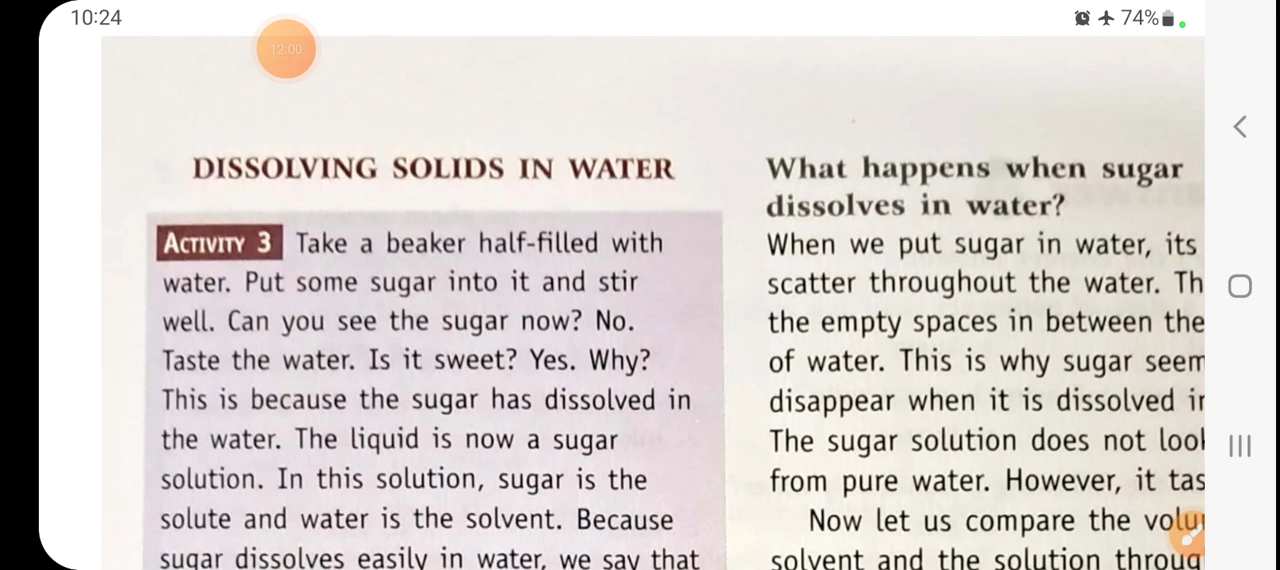 10:24
74%
12:00
DISSOLVING SOLIDS IN WATER
ACTIVITY 3 Take a beaker half-filled with
water. Put some sugar into it and stir
well. Can you see the sugar now? No.
Taste the water. Is it sweet? Yes. Why?
This is because the sugar has dissolved in
the water. The liquid is now a sugar
solution. In this solution, sugar is the
solute and water is the solvent. Because
sugar dissolves easily in water, we say that
What happens when sugar
dissolves in water?
When we put sugar in water, its
scatter throughout the water.
the empty spaces in between the
of water. This is why sugar
disappear when it is dissolved
The sugar solution does not
from pure water. However, it
Now let us compare the
solvent and the solution